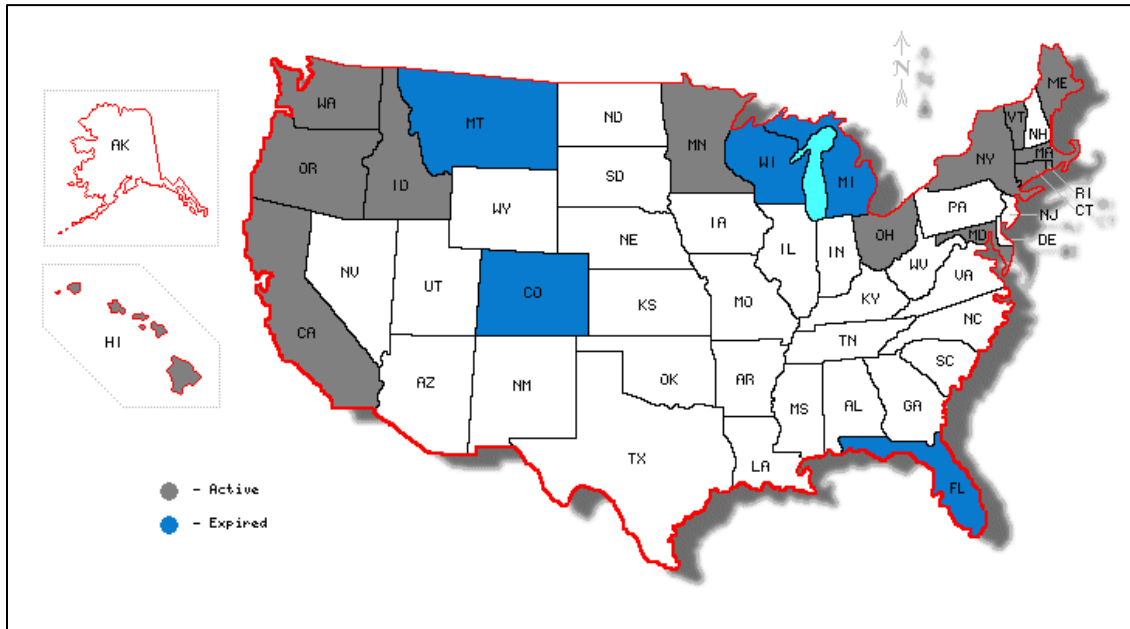 N
ME
WA
VT
NH
MT
ND
AK
MN
MA
OR
NY
WI
ID
SD
MI
RI
PA
CT
WY
NJ
IA
OH
MD
NE
DE
IL
IN
WV
NV
VA
UT
CO
KS
MO
KY
NC
CA
HI
TN
SC
OK
AZ
NM
AR
MS
AL
GA
TX
LA
FL
- Active
- Expired